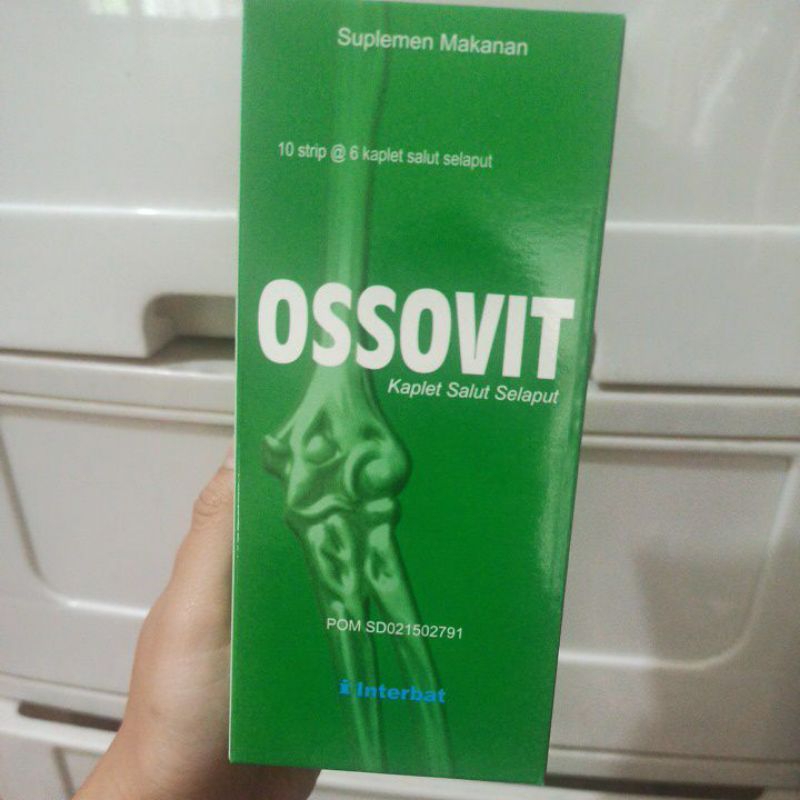 Suplemen Makanan
10 strip @ 6 kaplet salut selaput
OSSOVIT
Kaplet Salut Selaput
POM SD021502791
Interbat